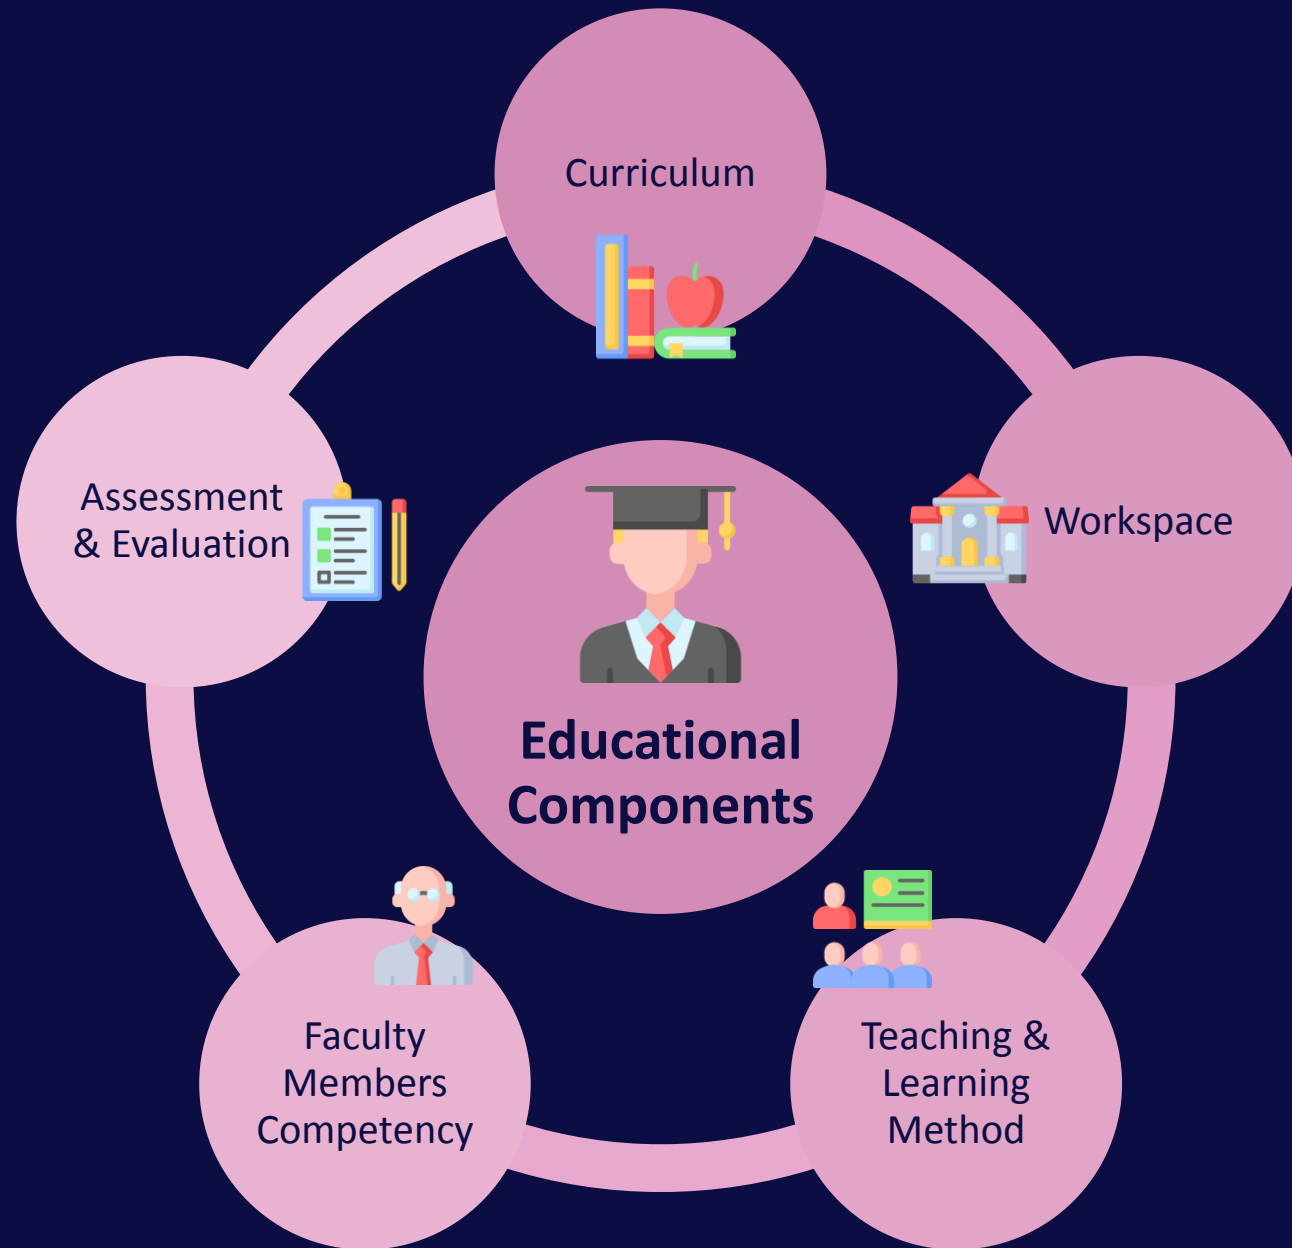 Curriculum
Assessment
& Evaluation
Workspace
Educational
Components
Faculty
Members
Competency
Teaching &
Learning
Method